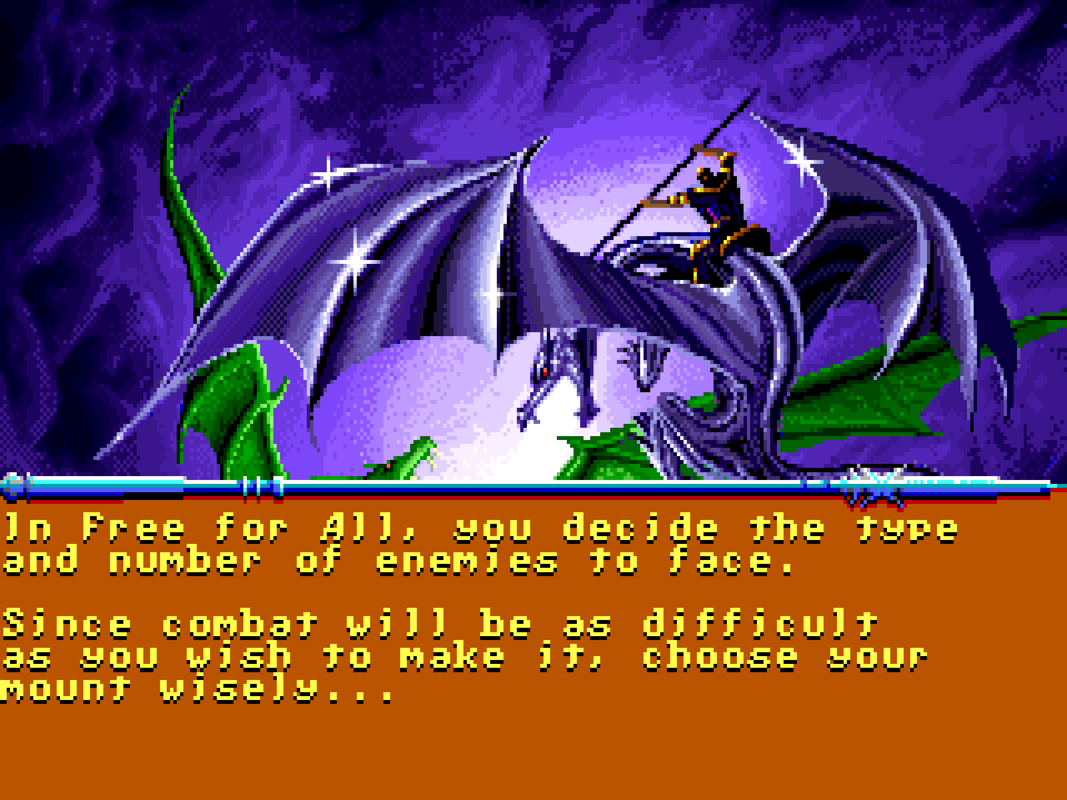 In Free for All, you decide the type
and number of enemies to face.
Since combat will be as difficult
as you wish to make it, choose your
mount wisely...